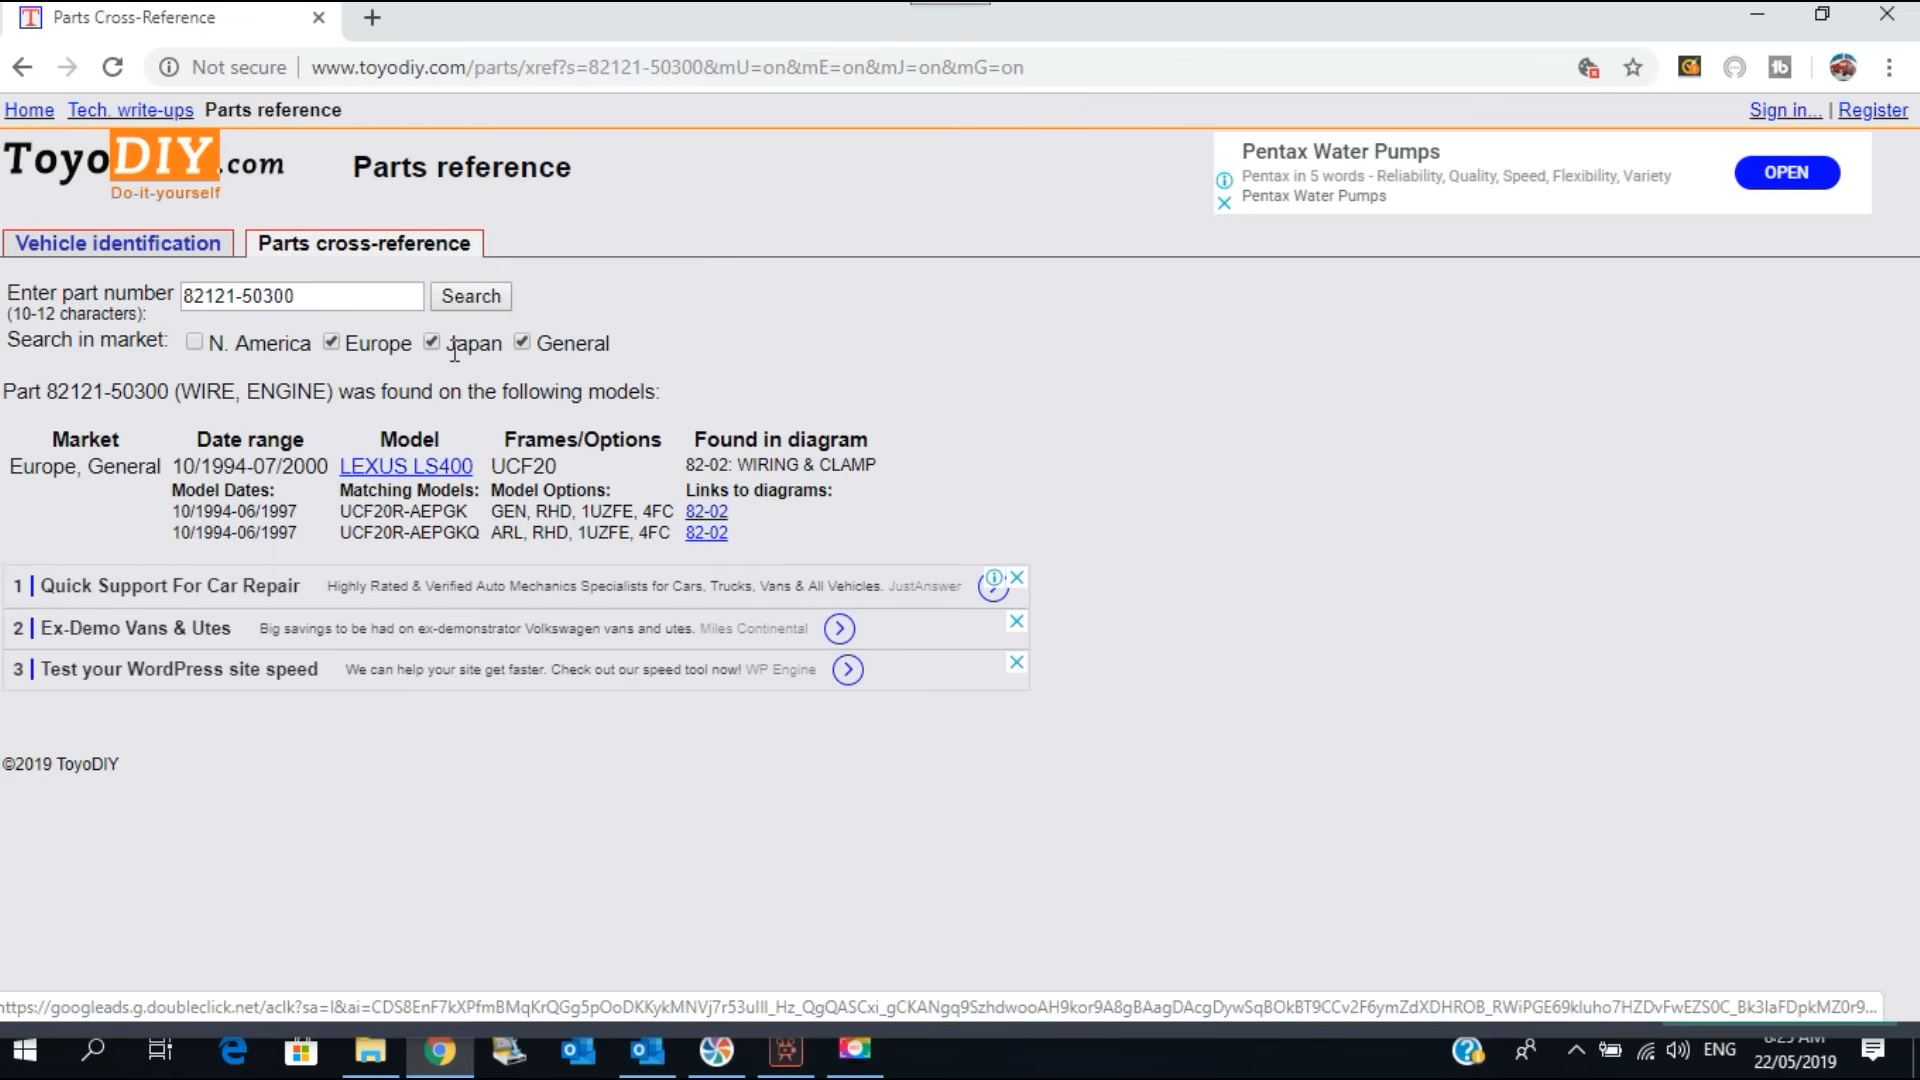 Parts Cross-Reference
Not secure | www.toyodiy.com/parts/xref?s=82121-50300&mU=on&mE=on&mJ=on&mG=on
Home Tech. write-ups Parts reference Sign in... | Register
ToyoDIY.com
Do-it-yourself
Parts reference
Pentax Water Pumps
Pentax in 5 words - Reliability, Quality, Speed, Flexibility, Variety
Pentax Water Pumps
OPEN
Vehicle identification Parts cross-reference
Enter part number 82121-50300 Search
(10-12 characters):
Search in market: N. America Europe Japan General
Part 82121-50300 (WIRE, ENGINE) was found on the following models:
Market Date range Model Frames/Options Found in diagram
Europe, General 10/1994-07/2000 LEXUS LS400 UCF20 82-02: WIRING & CLAMP
Model Dates: Matching Models: Model Options: Links to diagrams:
10/1994-06/1997 UCF20R-AEPGK GEN, RHD, 1UZFE, 4FC 82-02
10/1994-06/1997 UCF20R-AEPGKQ ARL, RHD, 1UZFE, 4FC 82-02
1 Quick Support For Car Repair Highly Rated & Verified Auto Mechanics Specialists for Cars, Trucks, Vans & All Vehicles. JustAnswer
2 Ex-Demo Vans & Utes Big savings to be had on ex-demonstrator Volkswagen vans and utes. Miles Continental
3 Test your WordPress site speed We can help your site get faster. Check out our speed tool now! WP Engine
©2019 ToyoDIY
ENG
22/05/2019